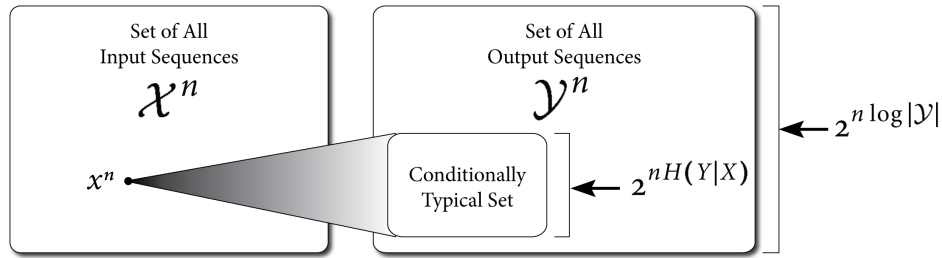 Set of All
Input Sequences
𝒳ⁿ
Set of All
Output Sequences
𝒴ⁿ
2^{n log|𝒴|}
xⁿ
Conditionally
Typical Set
2^{nH(Y|X)}